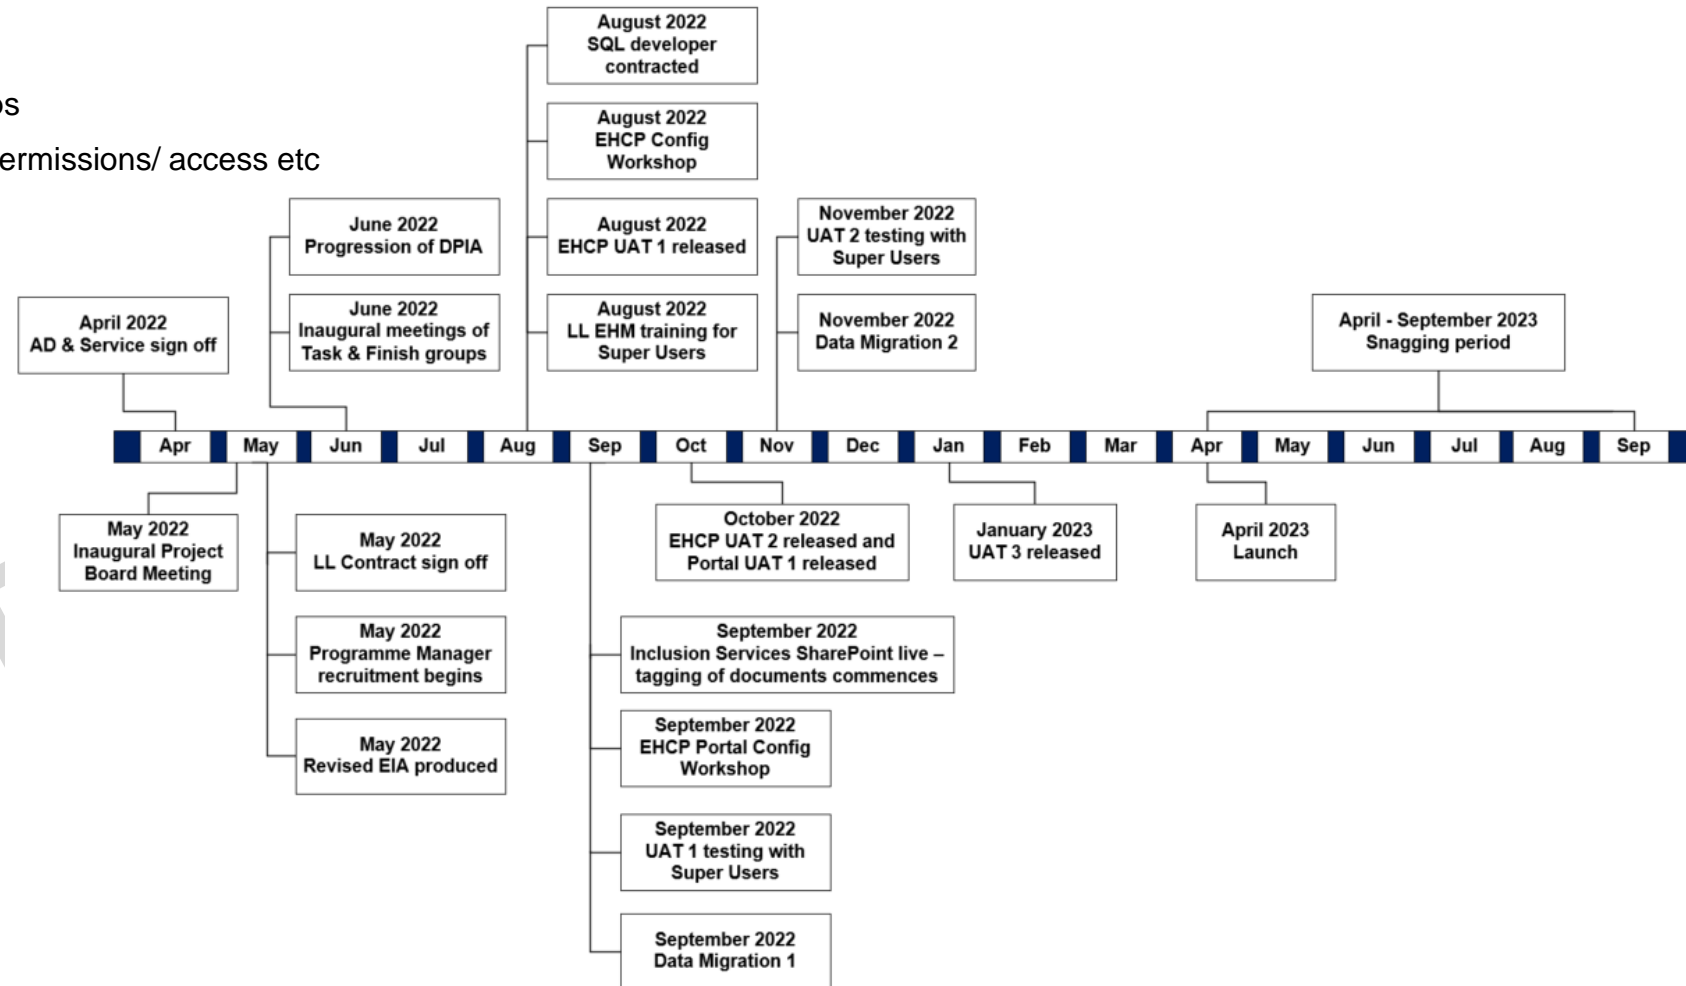 os
ermissions/ access etc
August 2022
SQL developer
contracted
August 2022
EHCP Config
Workshop
August 2022
EHCP UAT 1 released
August 2022
LL EHM training for
Super Users
June 2022
Progression of DPIA
June 2022
Inaugural meetings of
Task & Finish groups
November 2022
UAT 2 testing with
Super Users
November 2022
Data Migration 2
April 2022
AD & Service sign off
April - September 2023
Snagging period
Apr May Jun Jul Aug Sep Oct Nov Dec Jan Feb Mar Apr May Jun Jul Aug Sep
May 2022
Inaugural Project
Board Meeting
May 2022
LL Contract sign off
May 2022
Programme Manager
recruitment begins
May 2022
Revised EIA produced
October 2022
EHCP UAT 2 released and
Portal UAT 1 released
January 2023
UAT 3 released
April 2023
Launch
September 2022
Inclusion Services SharePoint live –
tagging of documents commences
September 2022
EHCP Portal Config
Workshop
September 2022
UAT 1 testing with
Super Users
September 2022
Data Migration 1